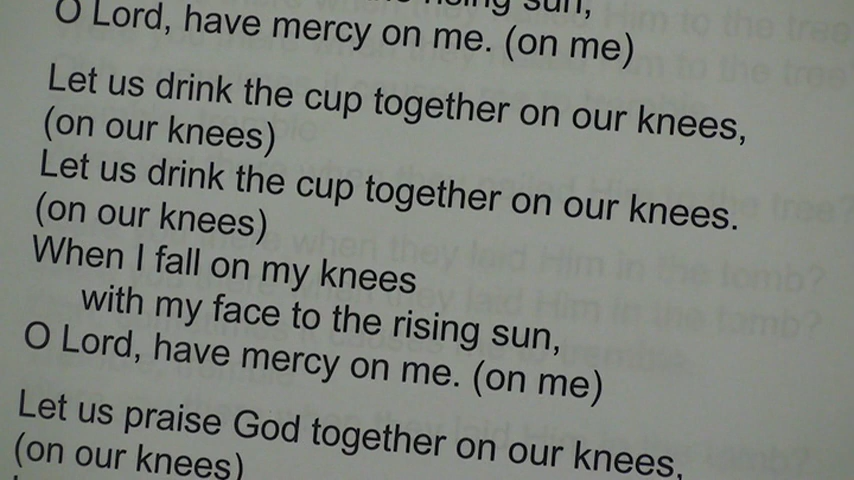 rising sun,
O Lord, have mercy on me. (on me)
Let us drink the cup together on our knees,
(on our knees)
Let us drink the cup together on our knees.
(on our knees)
When I fall on my knees
with my face to the rising sun,
O Lord, have mercy on me. (on me)
Let us praise God together on our knees,
(on our knees)